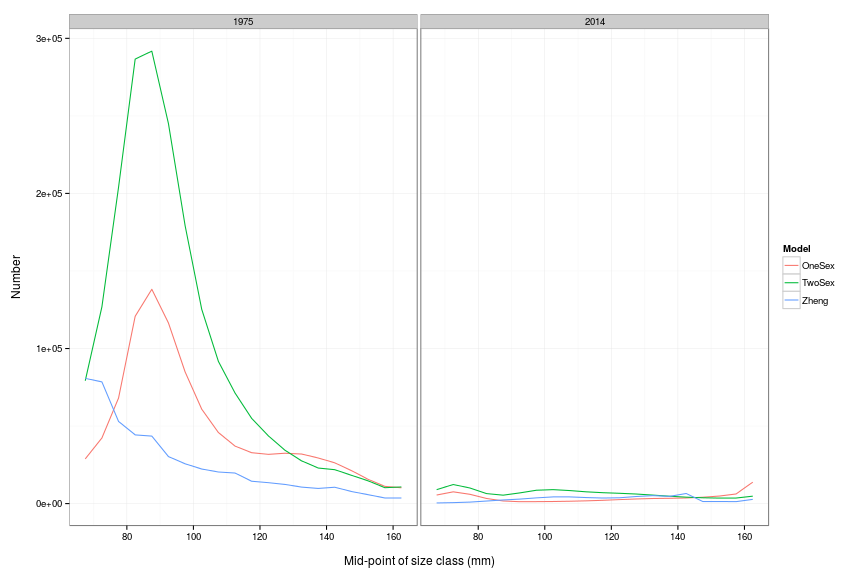 1975 2014
3e+05
2e+05
1e+05
0e+00
Number
80 100 120 140 160 80 100 120 140 160
Mid-point of size class (mm)
Model
OneSex
TwoSex
Zheng